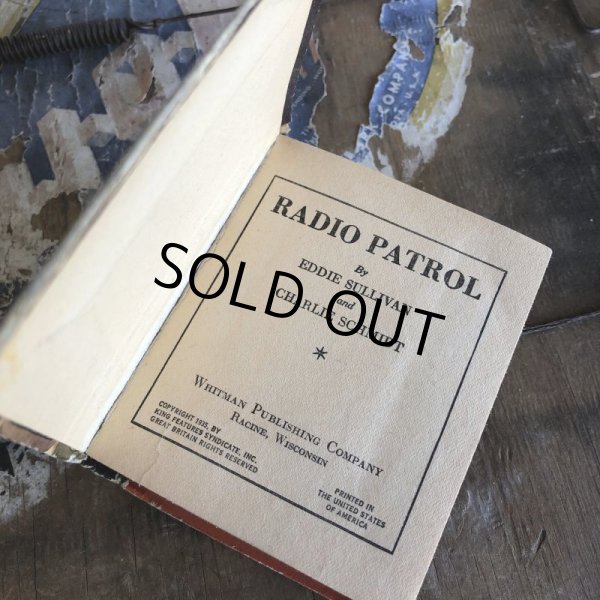 COMPANY
U.S.A.
RADIO PATROL
By
EDDIE SULLIVAN
and
CHARLIE SCHMIDT
*
SOLD OUT
WHITMAN PUBLISHING COMPANY
RACINE, WISCONSIN
COPYRIGHT 1935, BY
KING FEATURES SYNDICATE, INC.
GREAT BRITAIN RIGHTS RESERVED
PRINTED IN
THE UNITED STATES
OF AMERICA